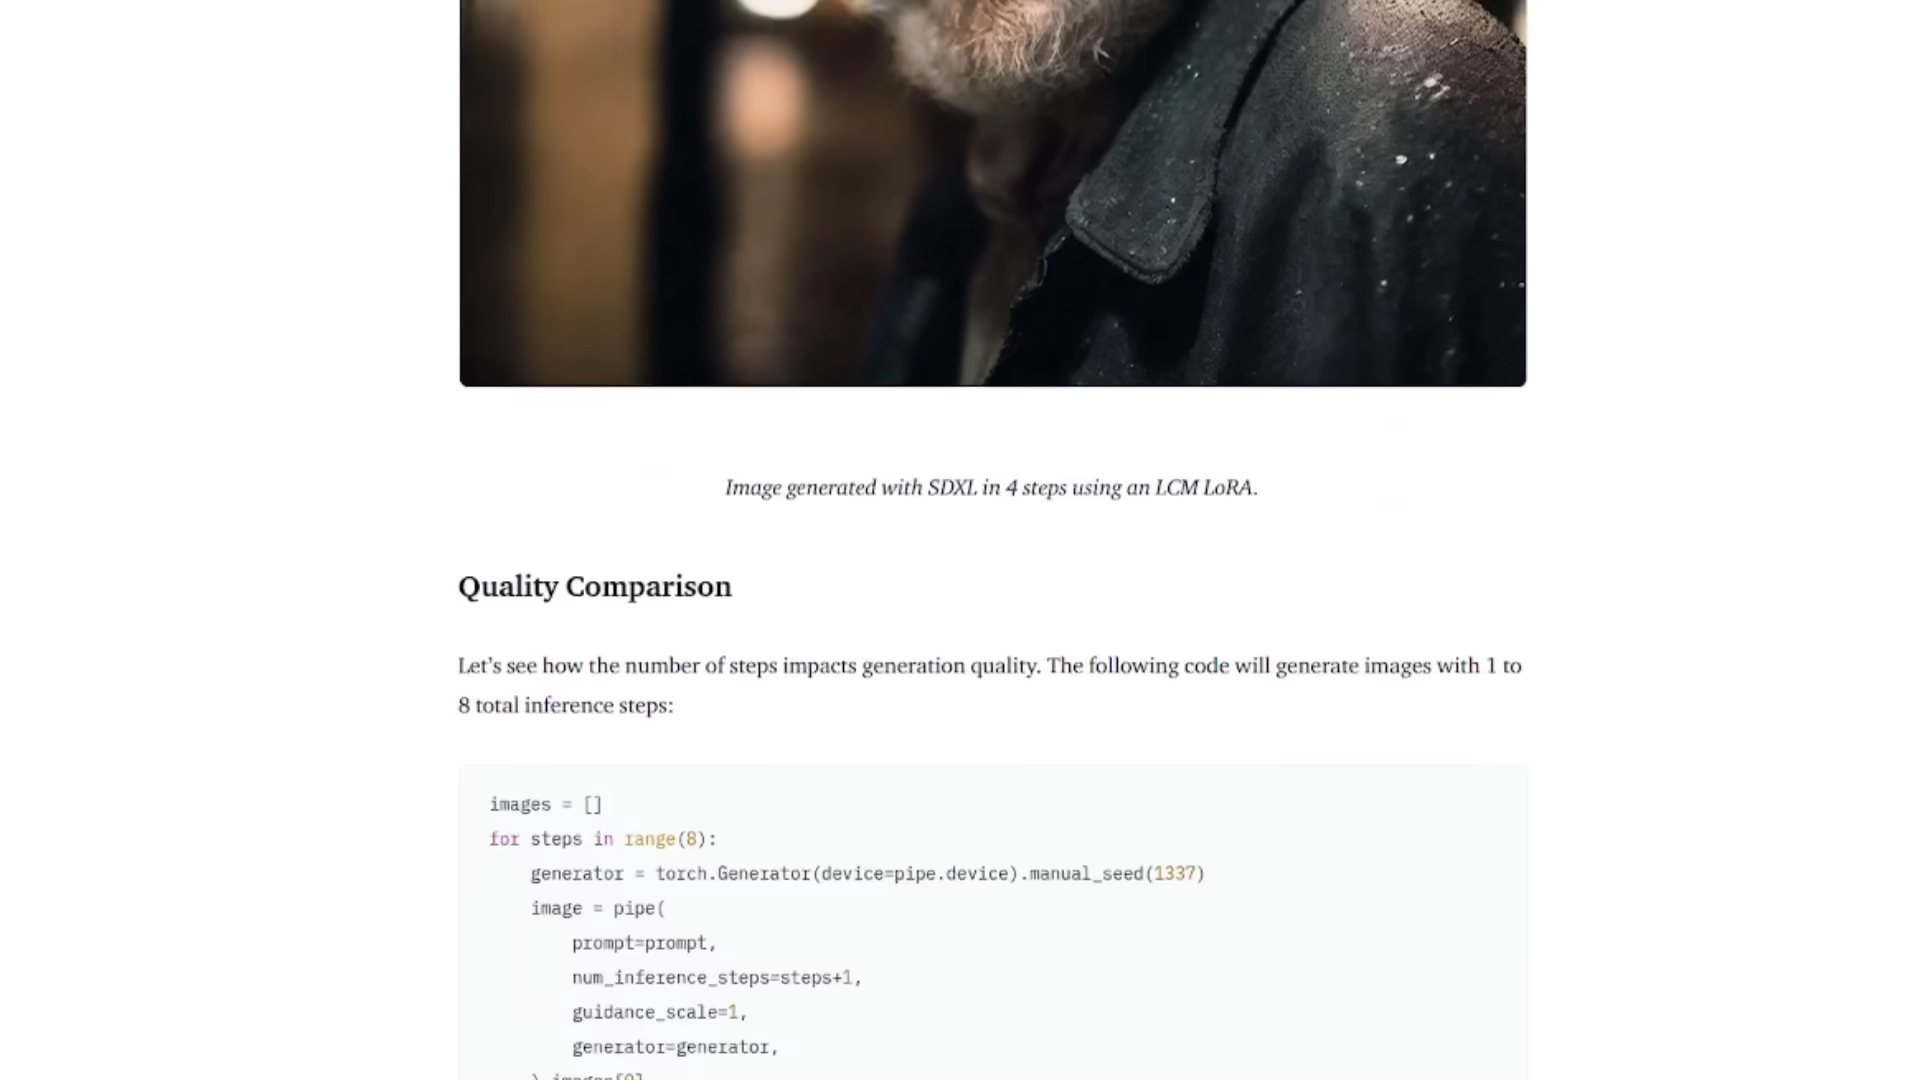 Image generated with SDXL in 4 steps using an LCM LoRA.
Quality Comparison
Let’s see how the number of steps impacts generation quality. The following code will generate images with 1 to
8 total inference steps:
images = []
for steps in range(8):
    generator = torch.Generator(device=pipe.device).manual_seed(1337)
    image = pipe(
        prompt=prompt,
        num_inference_steps=steps+1,
        guidance_scale=1,
        generator=generator,
    ).images[0]